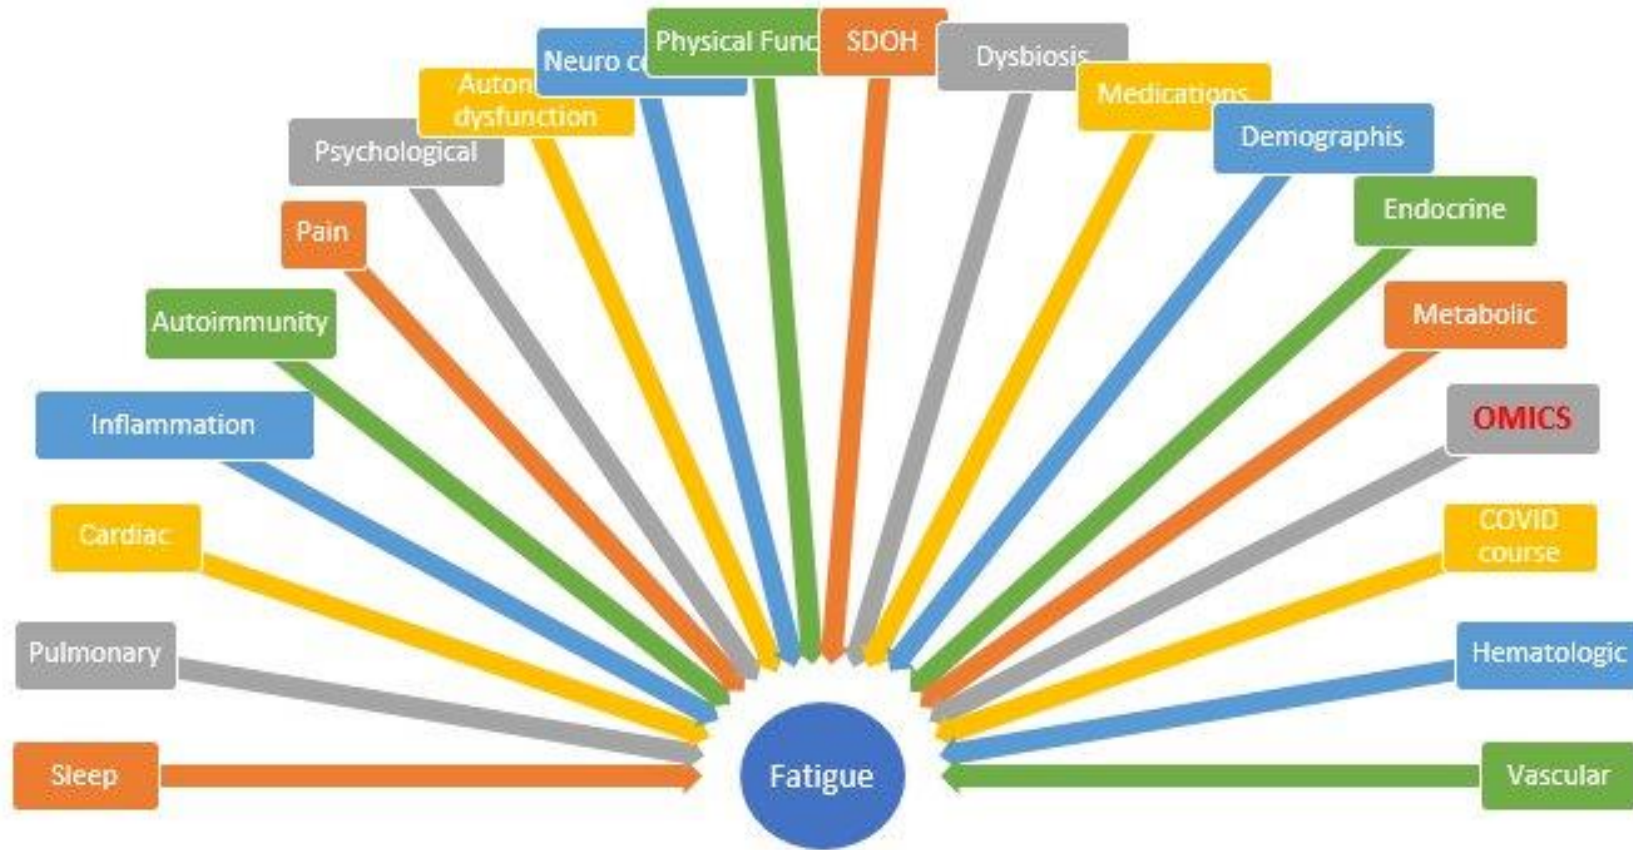 Physical Func
SDOH
Neuro
Dysbiosis
dysfunction
Medications
Psychological
Demographis
Pain
Endocrine
Autoimmunity
Metabolic
Inflammation
OMICS
Cardiac
COVID
course
Pulmonary
Hematologic
Sleep
Fatigue
Vascular